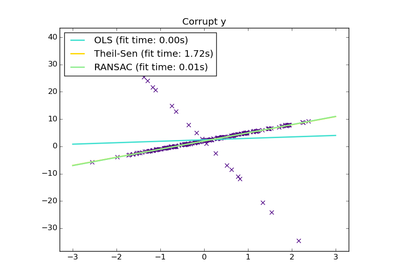 Corrupt y
OLS (fit time: 0.00s)
Theil-Sen (fit time: 1.72s)
RANSAC (fit time: 0.01s)
40
30
20
10
0
−10
−20
−30
−3 −2 −1 0 1 2 3